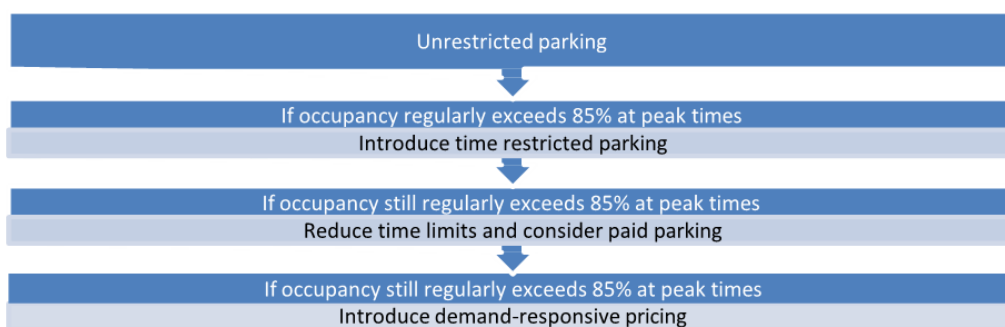 Unrestricted parking
If occupancy regularly exceeds 85% at peak times
Introduce time restricted parking
If occupancy still regularly exceeds 85% at peak times
Reduce time limits and consider paid parking
If occupancy still regularly exceeds 85% at peak times
Introduce demand-responsive pricing